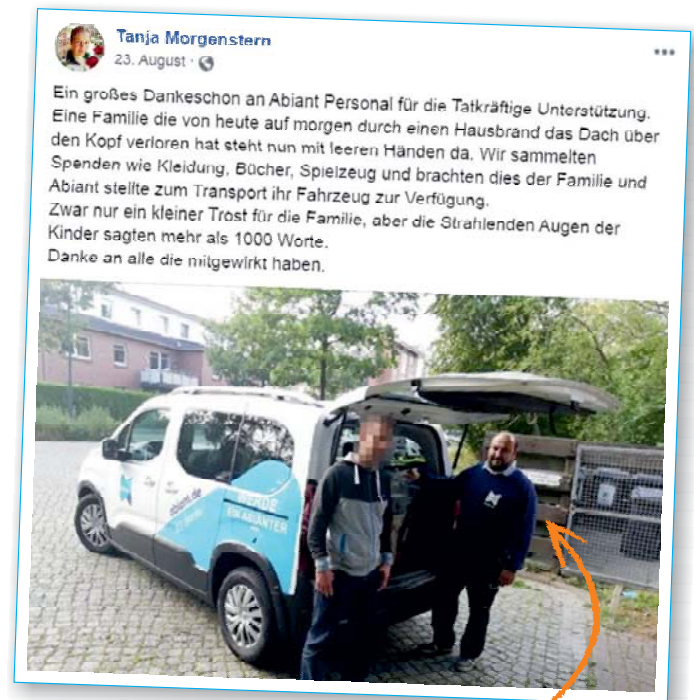 Tanja Morgenstern
23. August ·
Ein großes Dankeschon an Abiant Personal für die Tatkräftige Unterstützung.
Eine Familie die von heute auf morgen durch einen Hausbrand das Dach über
den Kopf verloren hat steht nun mit leeren Händen da. Wir sammelten
Spenden wie Kleidung, Bücher, Spielzeug und brachten dies der Familie und
Abiant stellte zum Transport ihr Fahrzeug zur Verfügung.
Zwar nur ein kleiner Trost für die Familie, aber die Strahlenden Augen der
Kinder sagten mehr als 1000 Worte.
Danke an alle die mitgewirkt haben.
abiant.de
WERDE
EIN ABIANTER